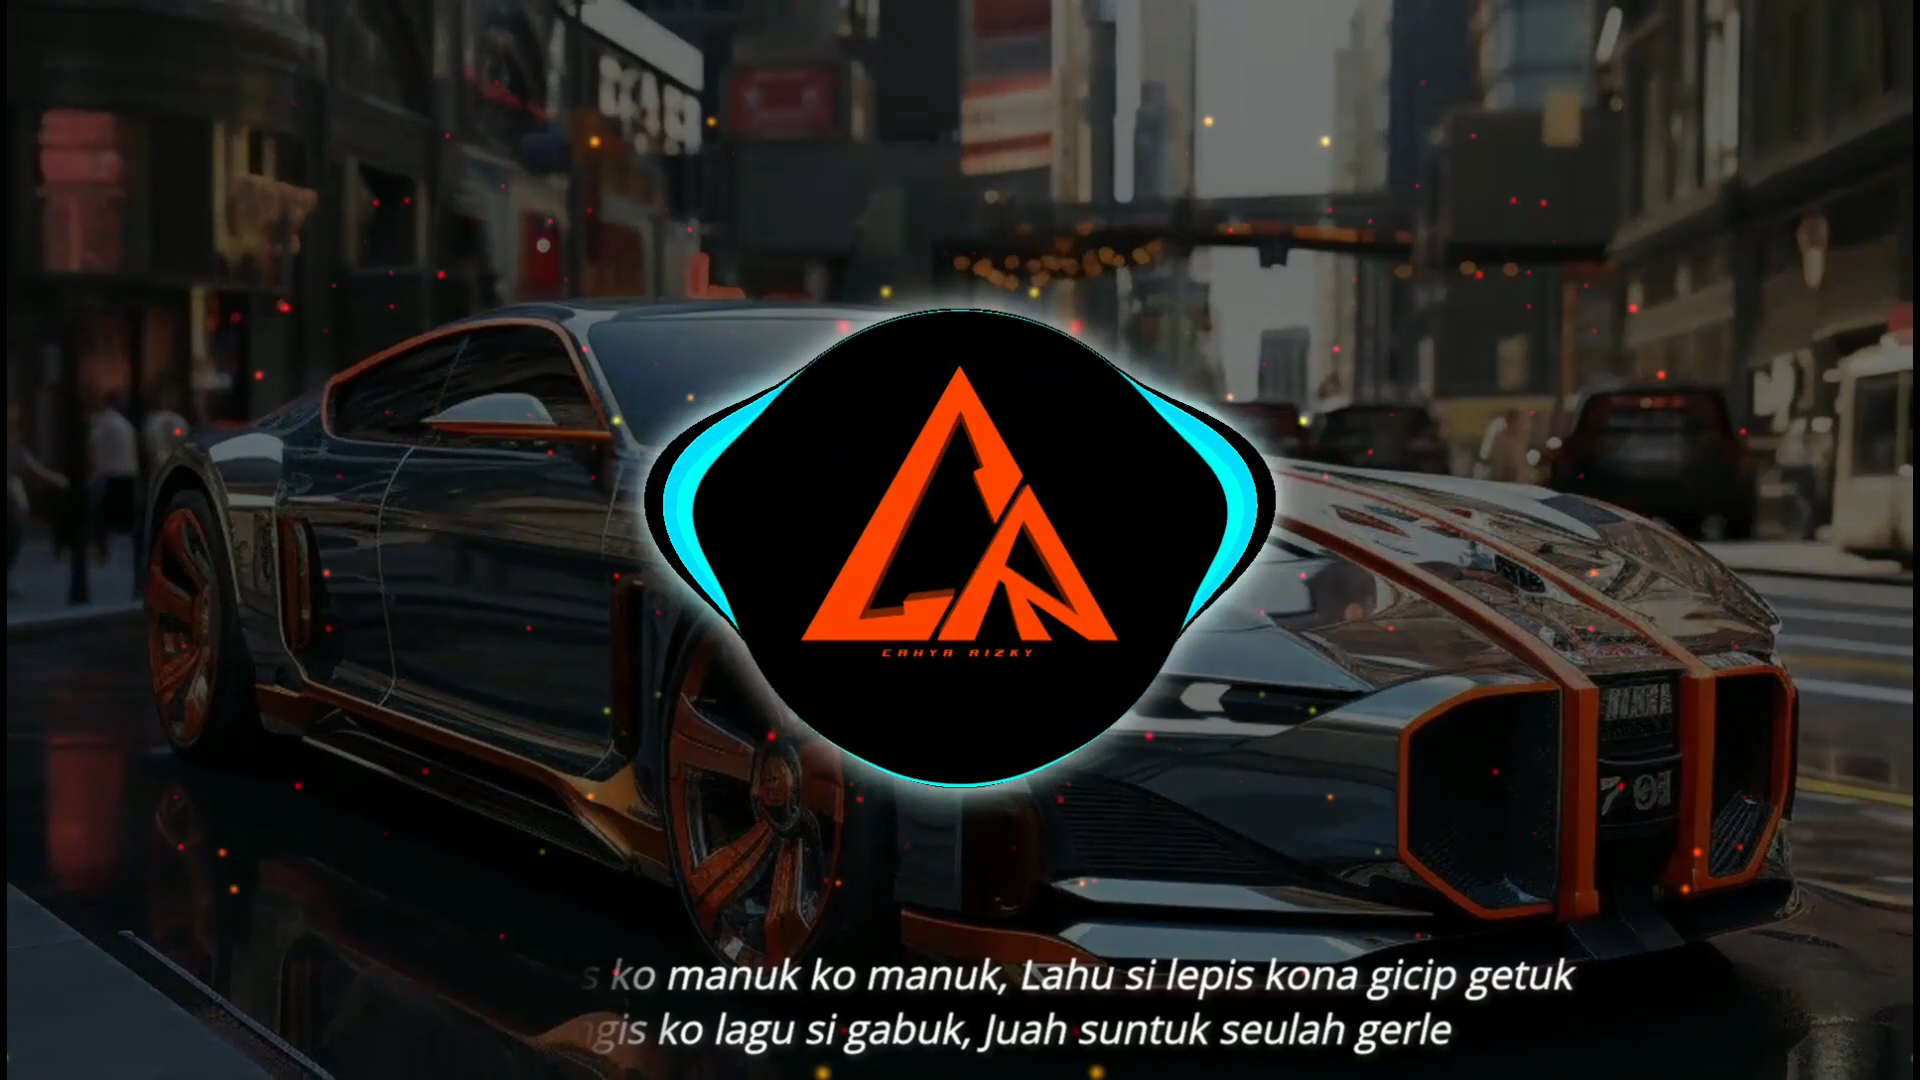 CAHYA RIZKY
ko manuk ko manuk, Lahu si lepis kona gicip getuk
ko lagu si gabuk, Juah suntuk seulah gerle